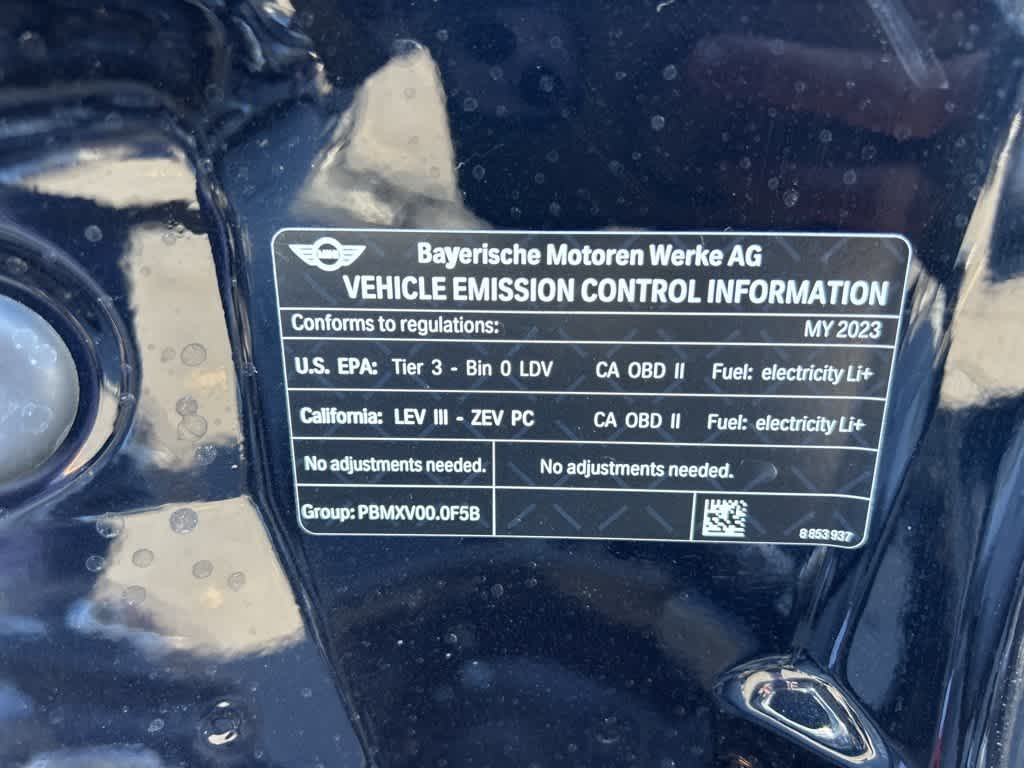 MINI
Bayerische Motoren Werke AG
VEHICLE EMISSION CONTROL INFORMATION
Conforms to regulations: MY 2023
U.S. EPA: Tier 3 - Bin 0 LDV CA OBD II Fuel: electricity Li+
California: LEV III - ZEV PC CA OBD II Fuel: electricity Li+
No adjustments needed. No adjustments needed.
Group: PBMXV00.0F5B
8 853 937